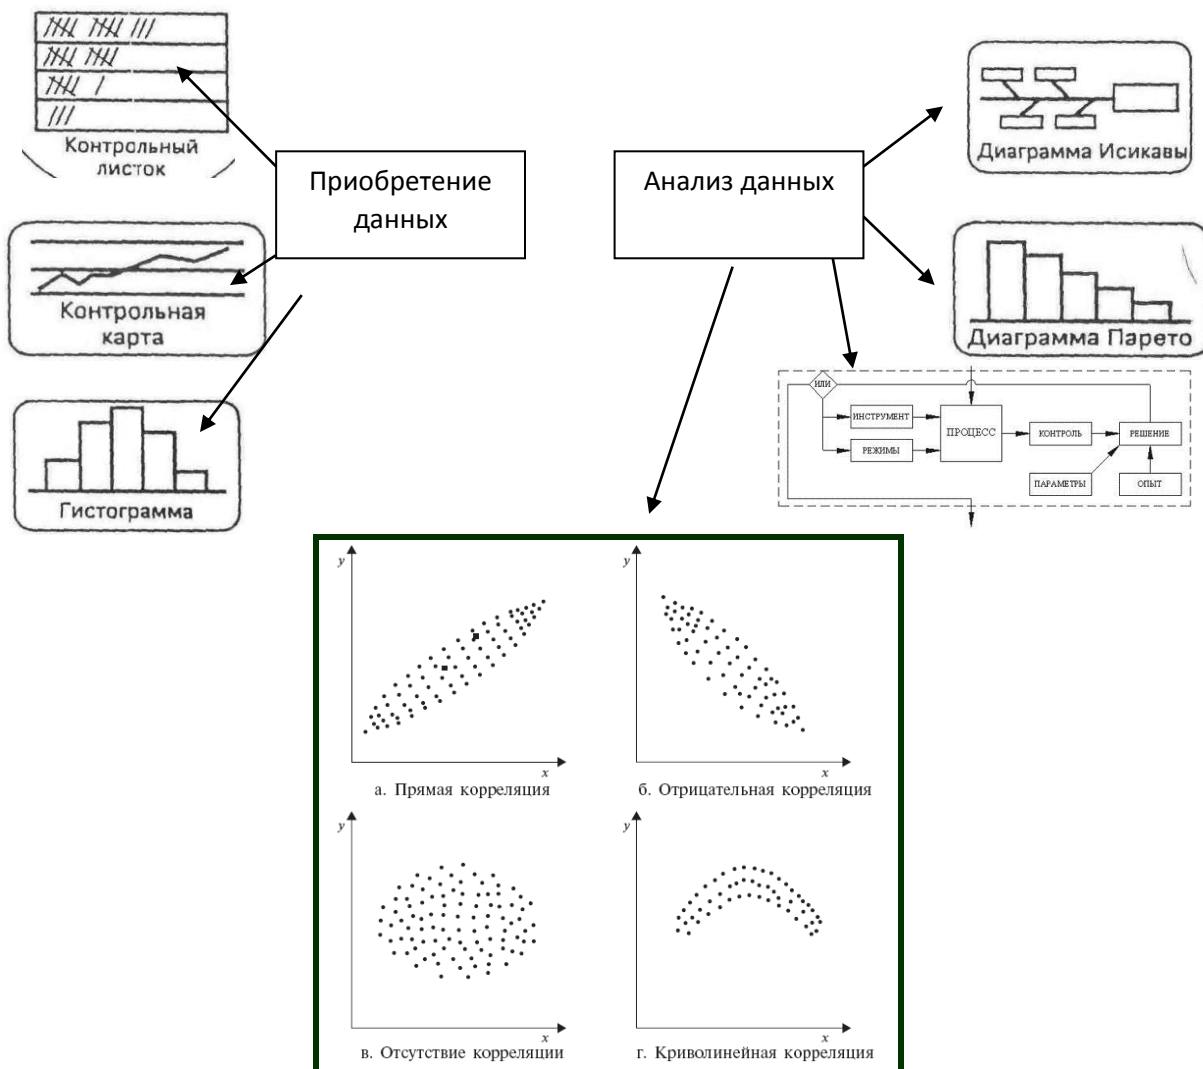 Контрольный
листок
Приобретение
данных
Контрольная
карта
Гистограмма
Анализ данных
Диаграмма Исикавы
Диаграмма Парето
ИЛИ
ИНСТРУМЕНТ
РЕЖИМЫ
ПРОЦЕСС
КОНТРОЛЬ
РЕШЕНИЕ
ПАРАМЕТРЫ
ОПЫТ
y
x
а. Прямая корреляция
y
x
б. Отрицательная корреляция
y
x
в. Отсутствие корреляции
y
x
г. Криволинейная корреляция